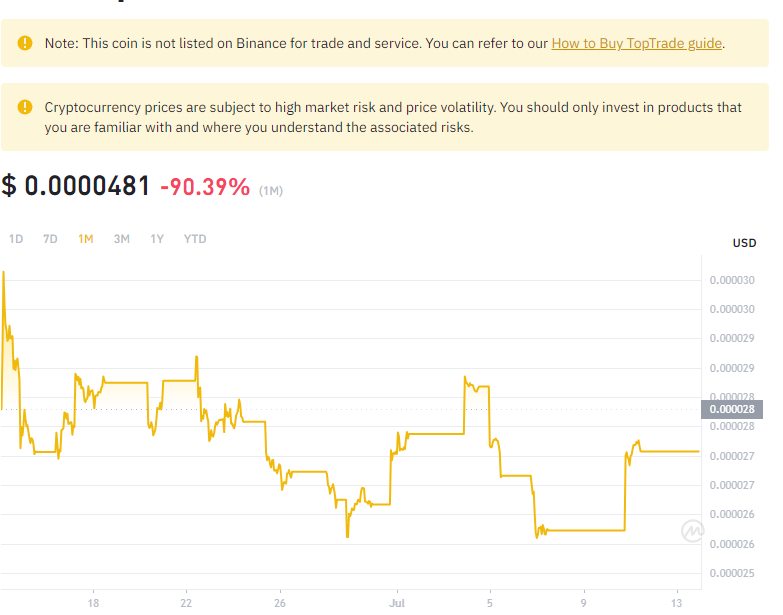 Note: This coin is not listed on Binance for trade and service. You can refer to our How to Buy TopTrade guide.
Cryptocurrency prices are subject to high market risk and price volatility. You should only invest in products that
you are familiar with and where you understand the associated risks.
$ 0.0000481 -90.39% (1M)
1D 7D 1M 3M 1Y YTD
USD
0.000030
0.000030
0.000029
0.000029
0.000028
0.000028
0.000028
0.000027
0.000027
0.000026
0.000026
0.000025
18 22 26 Jul 5 9 13